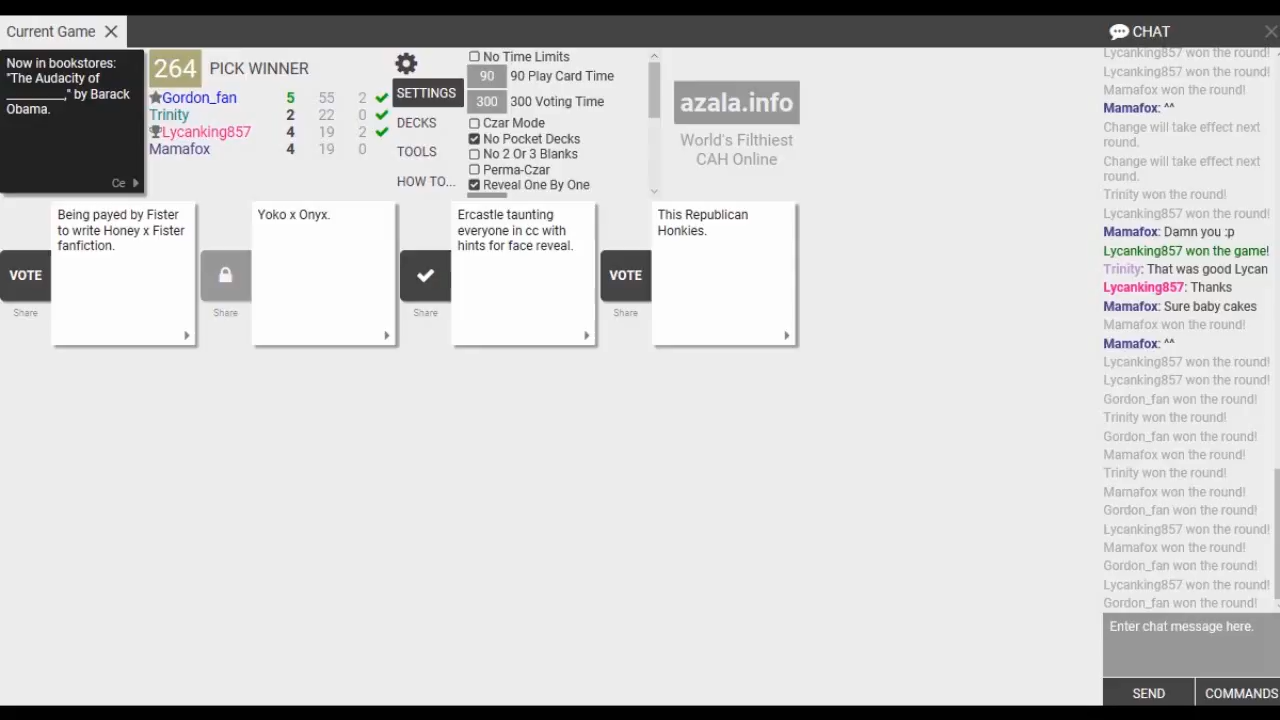 Current Game
CHAT
Now in bookstores:
"The Audacity of
_________," by Barack
Obama.
Ce
264 PICK WINNER
Gordon_fan 5 55 2
Trinity 2 22 0
Lycanking857 4 19 2
Mamafox 4 19 0
SETTINGS
DECKS
TOOLS
HOW TO...
No Time Limits
90 90 Play Card Time
300 300 Voting Time
Czar Mode
No Pocket Decks
No 2 Or 3 Blanks
Perma-Czar
Reveal One By One
azala.info
World's Filthiest
CAH Online
VOTE
Share
Being payed by Fister
to write Honey x Fister
fanfiction.
Share
Yoko x Onyx.
Share
Ercastle taunting
everyone in cc with
hints for face reveal.
VOTE
Share
This Republican
Honkies.
Lycanking857 won the round!
Lycanking857 won the round!
Mamafox won the round!
Mamafox: ^^
Change will take effect next
round.
Change will take effect next
round.
Trinity won the round!
Lycanking857 won the round!
Mamafox: Damn you :p
Lycanking857 won the game!
Trinity: That was good Lycan
Lycanking857: Thanks
Mamafox: Sure baby cakes
Mamafox won the round!
Mamafox: ^^
Lycanking857 won the round!
Lycanking857 won the round!
Gordon_fan won the round!
Trinity won the round!
Gordon_fan won the round!
Mamafox won the round!
Trinity won the round!
Mamafox won the round!
Gordon_fan won the round!
Lycanking857 won the round!
Mamafox won the round!
Gordon_fan won the round!
Lycanking857 won the round!
Gordon_fan won the round!
Enter chat message here.
SEND
COMMANDS